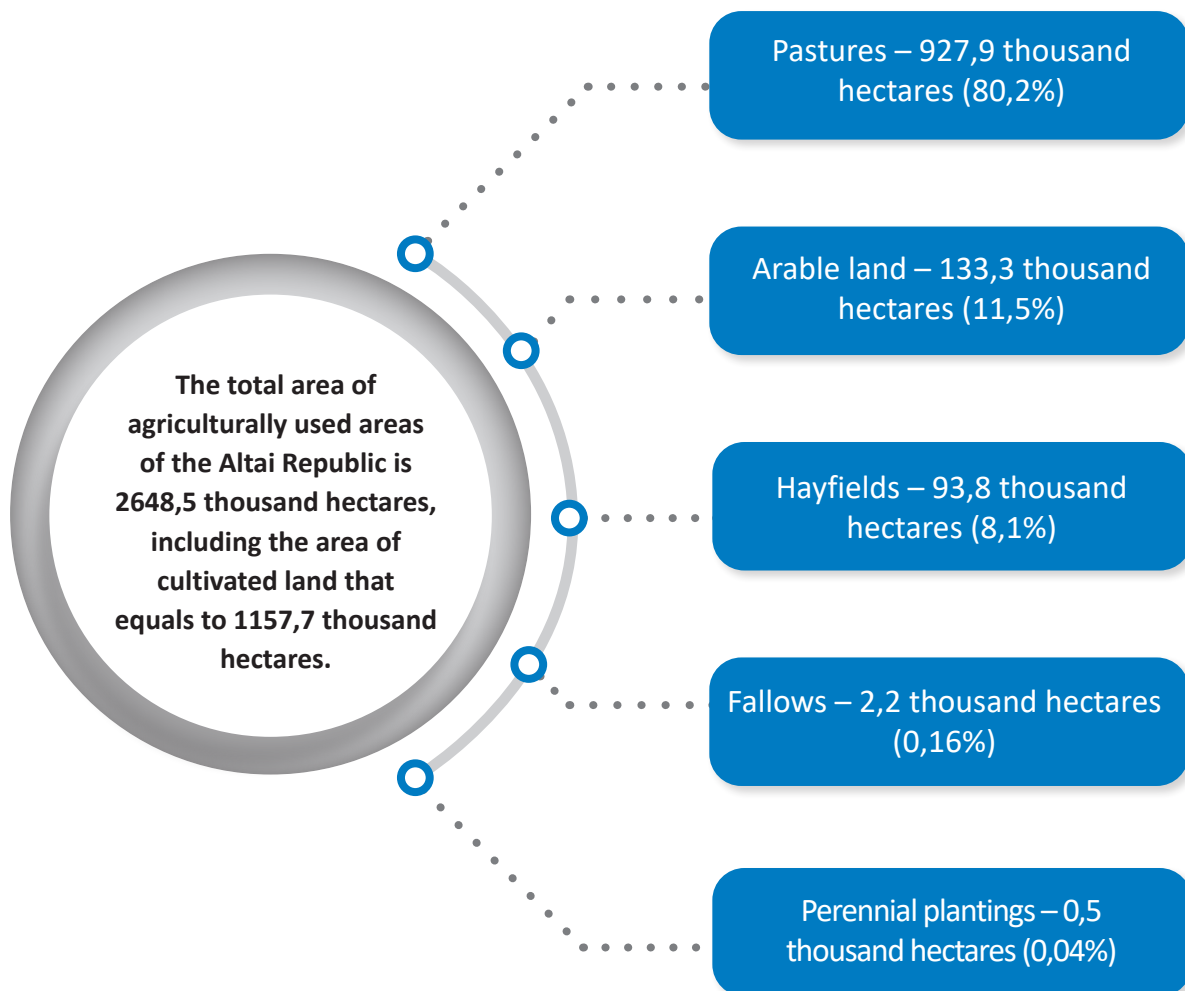 The total area of
agriculturally used areas
of the Altai Republic is
2648,5 thousand hectares,
including the area of
cultivated land that
equals to 1157,7 thousand
hectares.
Pastures – 927,9 thousand
hectares (80,2%)
Arable land – 133,3 thousand
hectares (11,5%)
Hayfields – 93,8 thousand
hectares (8,1%)
Fallows – 2,2 thousand hectares
(0,16%)
Perennial plantings – 0,5
thousand hectares (0,04%)